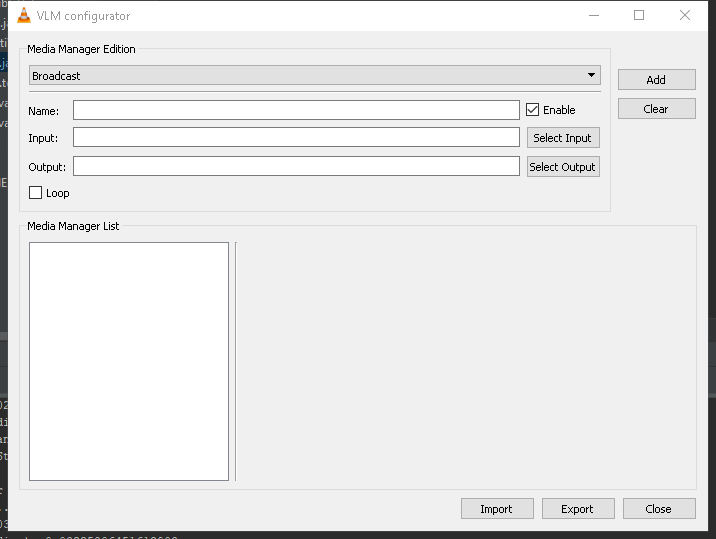 VLM configurator
Media Manager Edition
Broadcast
Add
Name:
Enable
Clear
Input:
Select Input
Output:
Select Output
Loop
Media Manager List
Import
Export
Close